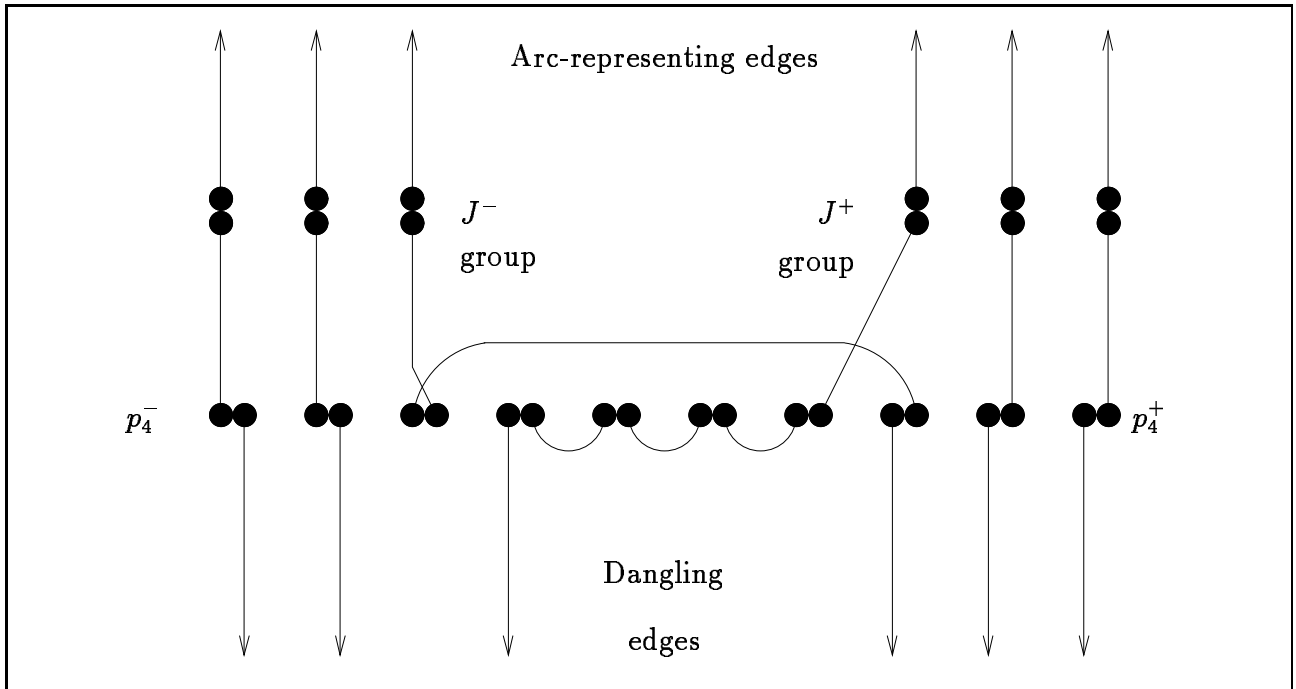 Arc-representing edges
J⁻
group
J⁺
group
p₄⁻
p₄⁺
Dangling
edges